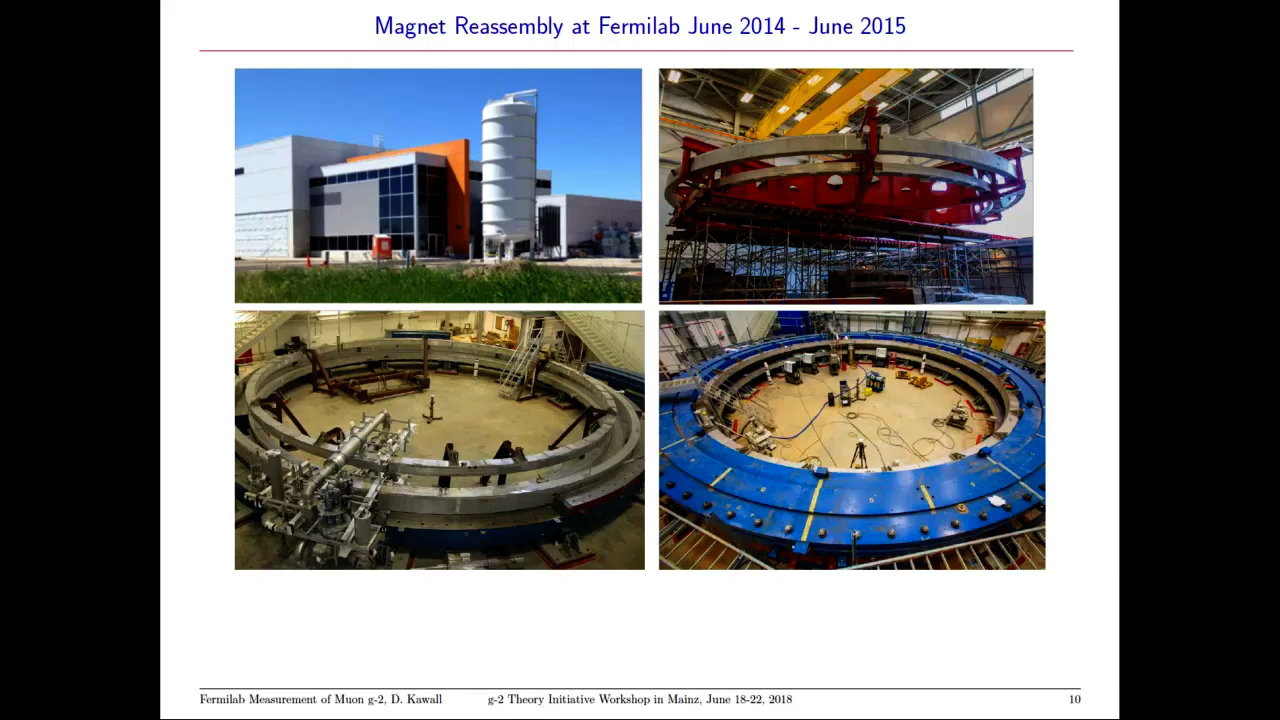 Magnet Reassembly at Fermilab June 2014 - June 2015
Fermilab Measurement of Muon g-2, D. Kawall g-2 Theory Initiative Workshop in Mainz, June 18-22, 2018 10